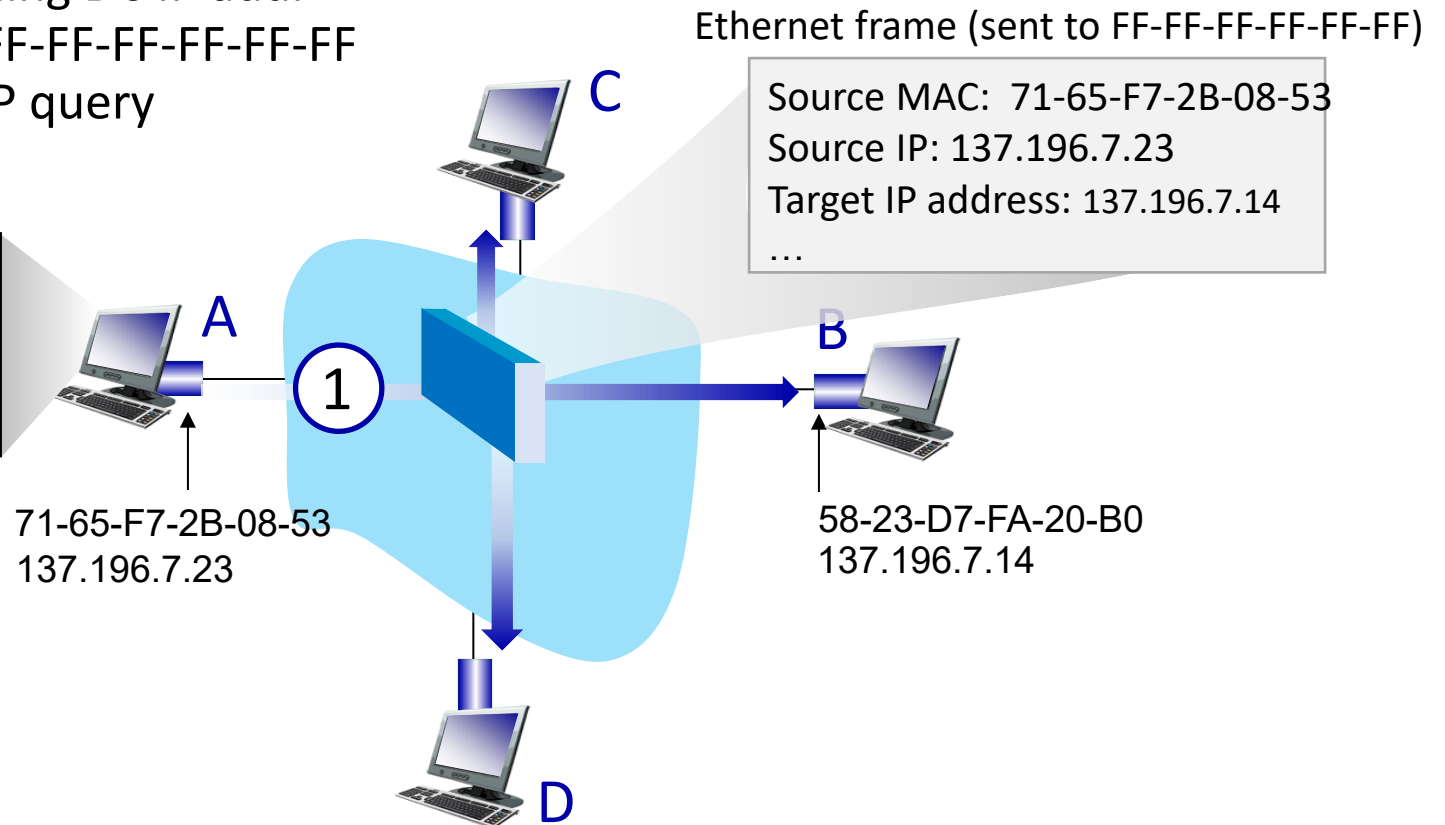 FF-FF-FF-FF-FF-FF
P query
Ethernet frame (sent to FF-FF-FF-FF-FF-FF)
Source MAC: 71-65-F7-2B-08-53
Source IP: 137.196.7.23
Target IP address: 137.196.7.14
…
C
A
B
1
71-65-F7-2B-08-53
137.196.7.23
58-23-D7-FA-20-B0
137.196.7.14
D